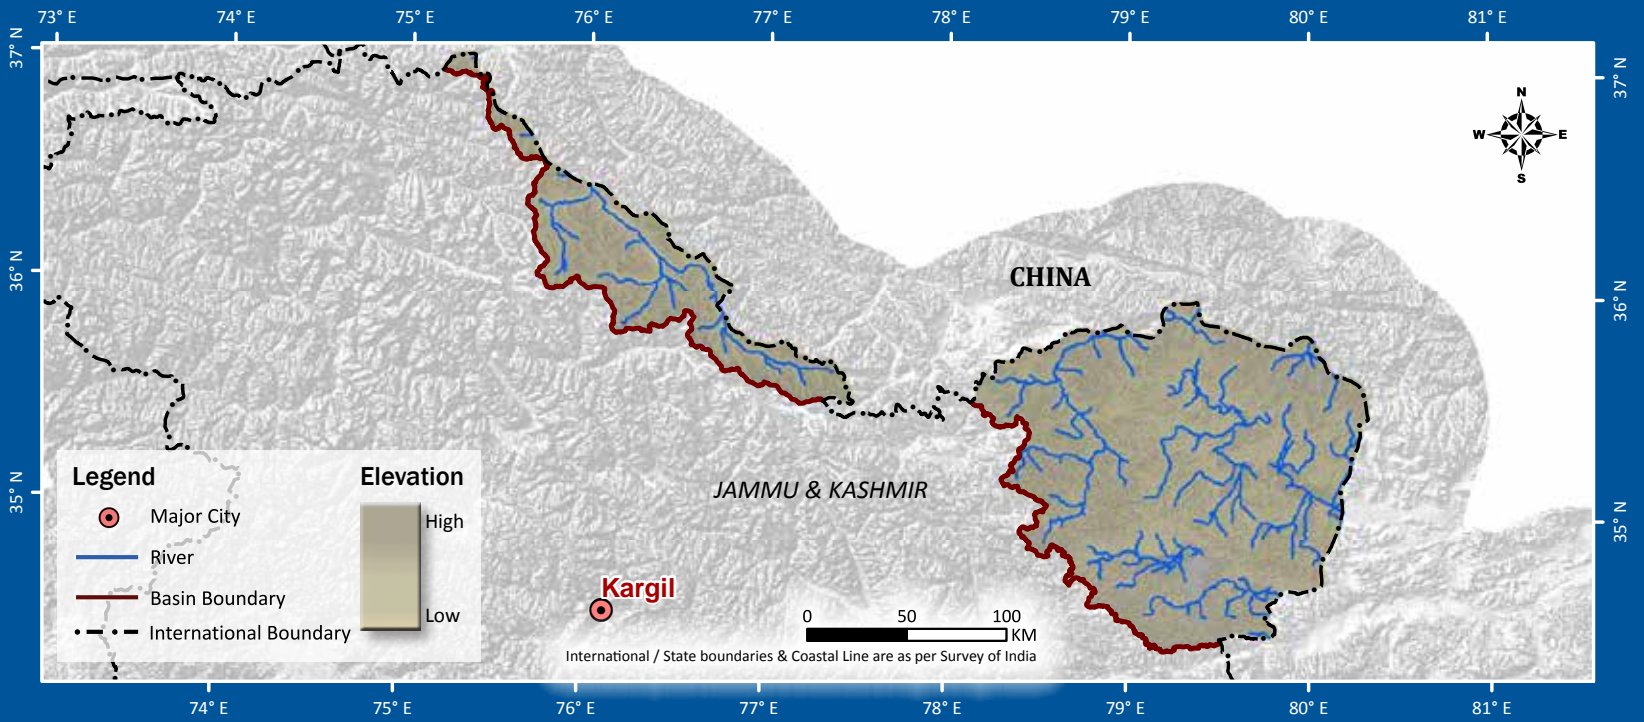 73° E 74° E 75° E 76° E 77° E 78° E 79° E 80° E 81° E
37° N
37° N
N
W E
S
36° N
CHINA
36° N
JAMMU & KASHMIR
35° N
35° N
Legend
Major City
River
Basin Boundary
International Boundary
Elevation
High
Low
Kargil
0 50 100
KM
International / State boundaries & Coastal Line are as per Survey of India
74° E 75° E 76° E 77° E 78° E 79° E 80° E 81° E